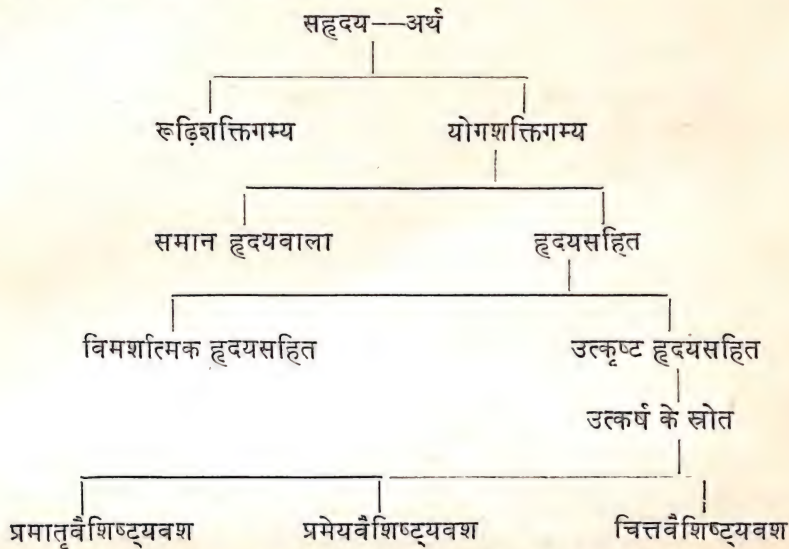 सहृदय––अर्थ
रूढ़िशक्तिगम्य योगशक्तिगम्य
समान हृदयवाला हृदयसहित
विमर्शात्मक हृदयसहित उत्कृष्ट हृदयसहित
उत्कर्ष के स्रोत
प्रमातृवैशिष्ट्यवश प्रमेयवैशिष्ट्यवश चित्तवैशिष्ट्यवश